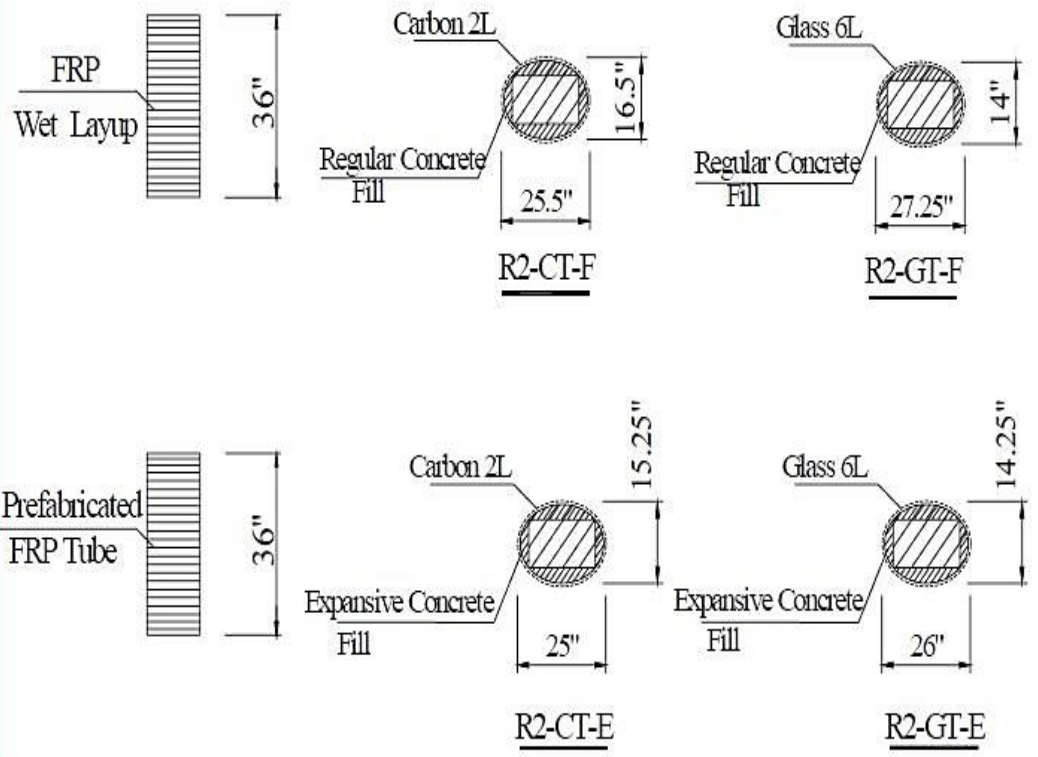 FRP
Wet Layup
36"
Carbon 2L
16.5"
Regular Concrete
Fill
25.5"
R2-CT-F
Glass 6L
14"
Regular Concrete
Fill
27.25"
R2-GT-F
Prefabricated
FRP Tube
36"
Carbon 2L
15.25"
Expansive Concrete
Fill
25"
R2-CT-E
Glass 6L
14.25"
Expansive Concrete
Fill
26"
R2-GT-E